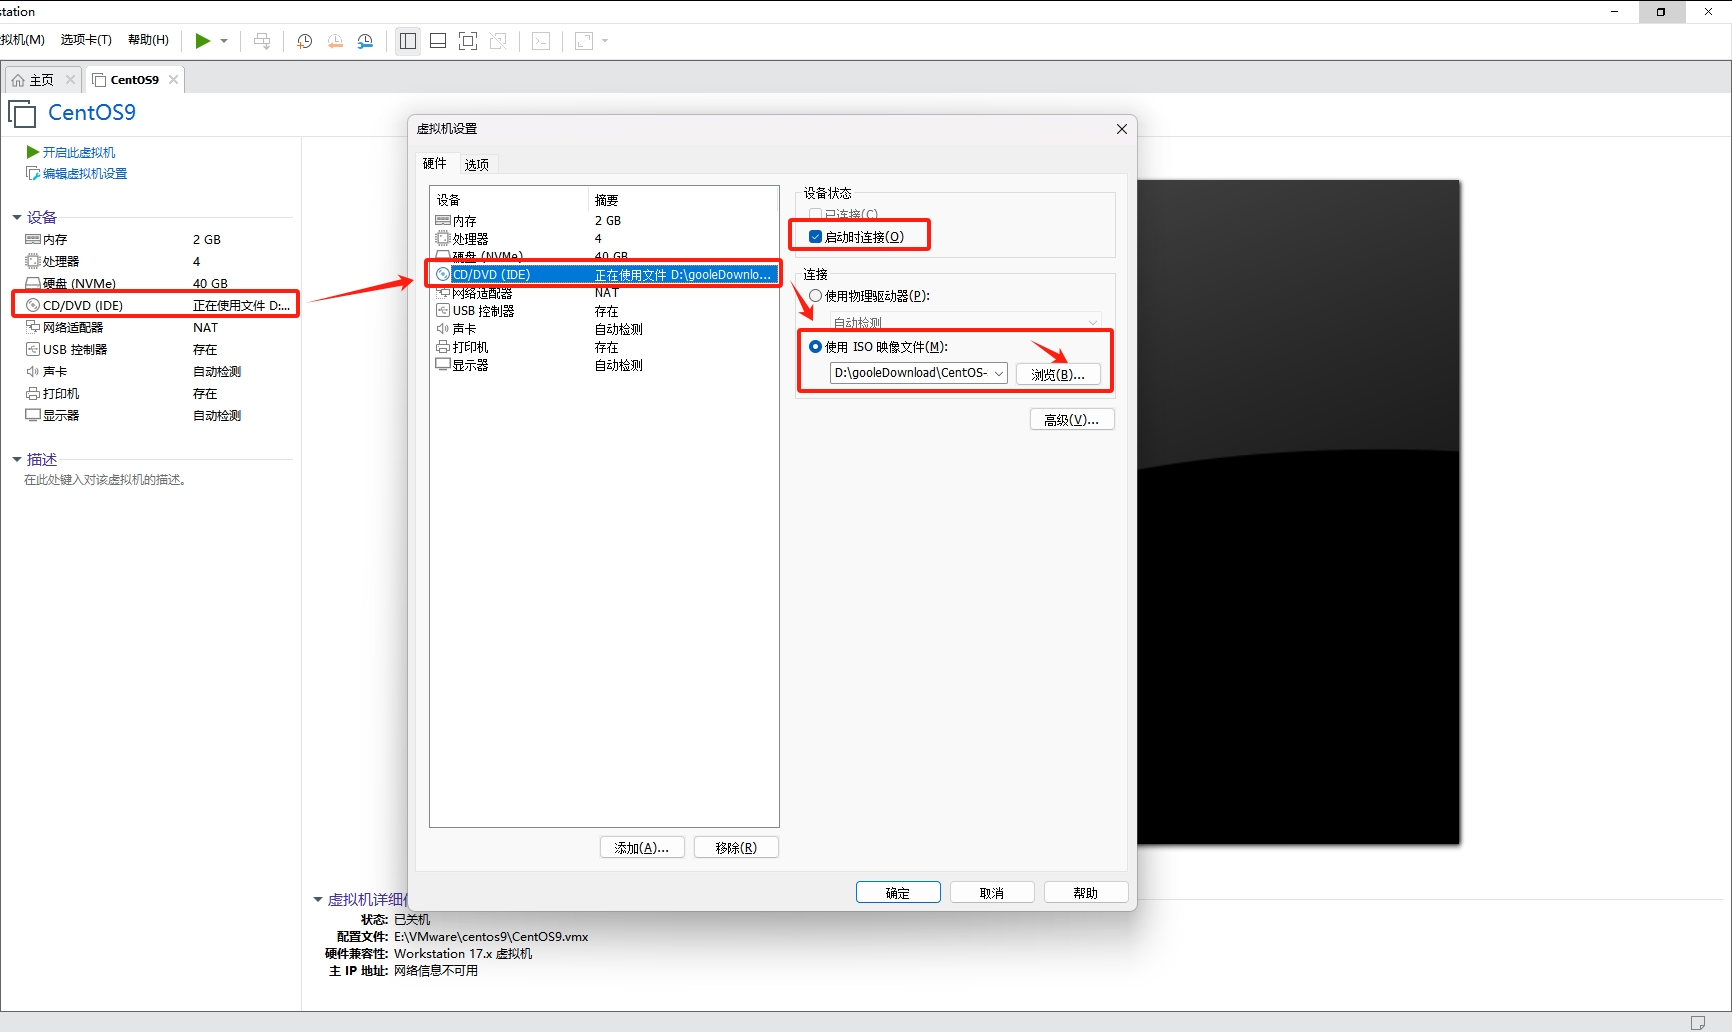 station
拟机(M) 选项卡(T) 帮助(H)
主页 CentOS9
CentOS9
开启此虚拟机
编辑虚拟机设置
设备
内存 2 GB
处理器 4
硬盘 (NVMe) 40 GB
CD/DVD (IDE) 正在使用文件 D:...
网络适配器 NAT
USB 控制器 存在
声卡 自动检测
打印机 存在
显示器 自动检测
描述
在此处键入对该虚拟机的描述。
虚拟机设置
硬件 选项
设备 摘要
内存 2 GB
处理器 4
硬盘 (NVMe) 40 GB
CD/DVD (IDE) 正在使用文件 D:\gooleDownlo...
网络适配器 NAT
USB 控制器 存在
声卡 自动检测
打印机 存在
显示器 自动检测
添加(A)... 移除(R)
设备状态
已连接(C)
启动时连接(O)
连接
使用物理驱动器(P):
自动检测
使用 ISO 映像文件(M):
D:\gooleDownload\CentOS- 浏览(B)...
高级(V)...
确定 取消 帮助
虚拟机详细
状态: 已关机
配置文件: E:\VMware\centos9\CentOS9.vmx
硬件兼容性: Workstation 17.x 虚拟机
主 IP 地址: 网络信息不可用